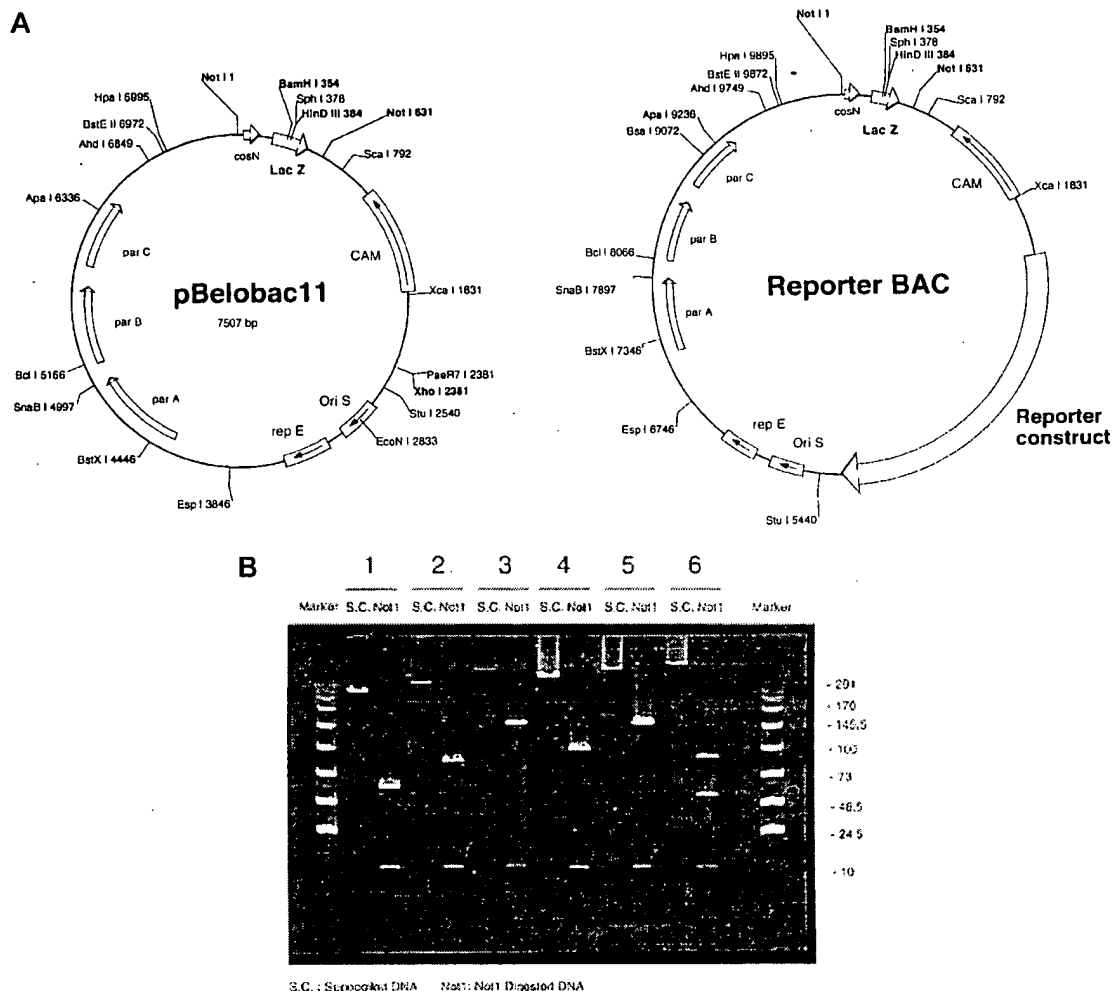 A
Not I 1
BamH I 354
Sph I 378
HinD III 384
Not I 631
Sca I 792
Hpa I 6995
BstE II 6972
Ahd I 6849
cosN
Lac Z
Apa I 6336
par C
CAM
pBelobac11
7507 bp
Xca I 1831
par B
Bcl I 5166
SnaB I 4997
par A
PaeR7 I 2381
Xho I 2381
Ori S
Stu I 2540
rep E
EcoN I 2833
BstX I 4446
Esp I 3846
Not I 1
BamH I 354
Sph I 378
HinD III 384
Not I 631
Sca I 792
Hpa I 9895
BstE II 9872
Ahd I 9749
Lac Z
cosN
Apa I 9236
Bsa I 9072
par C
CAM
Xca I 1831
par B
Bcl I 8066
Reporter BAC
SnaB I 7897
par A
BstX I 7346
Reporter
construct
rep E
Esp I 6746
Ori S
Stu I 5440
B
1 2 3 4 5 6
Marker S.C. Not1 S.C. Not1 S.C. Not1 S.C. Not1 S.C. Not1 S.C. Not1 Marker
- 291
- 170
- 145.5
- 100
- 73
- 48.5
- 24.5
- 10
S.C. : Supercoiled DNA Not1: Not1 Digested DNA